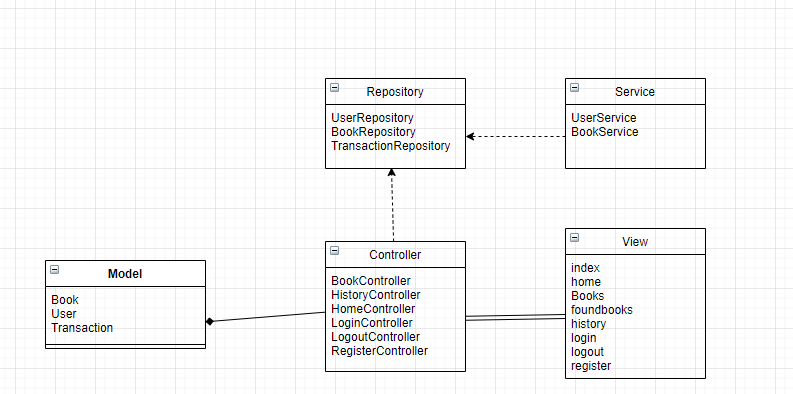 Repository
UserRepository
BookRepository
TransactionRepository
Service
UserService
BookService
Model
Book
User
Transaction
Controller
BookController
HistoryController
HomeController
LoginController
LogoutController
RegisterController
View
index
home
Books
foundbooks
history
login
logout
register